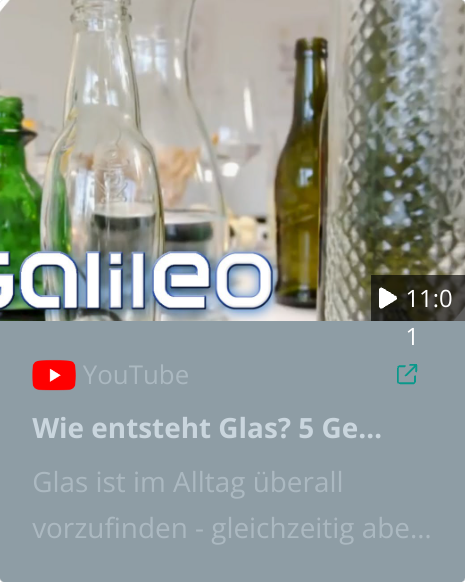 Galileo
11:0
1
YouTube
Wie entsteht Glas? 5 Ge...
Glas ist im Alltag überall
vorzufinden - gleichzeitig abe...